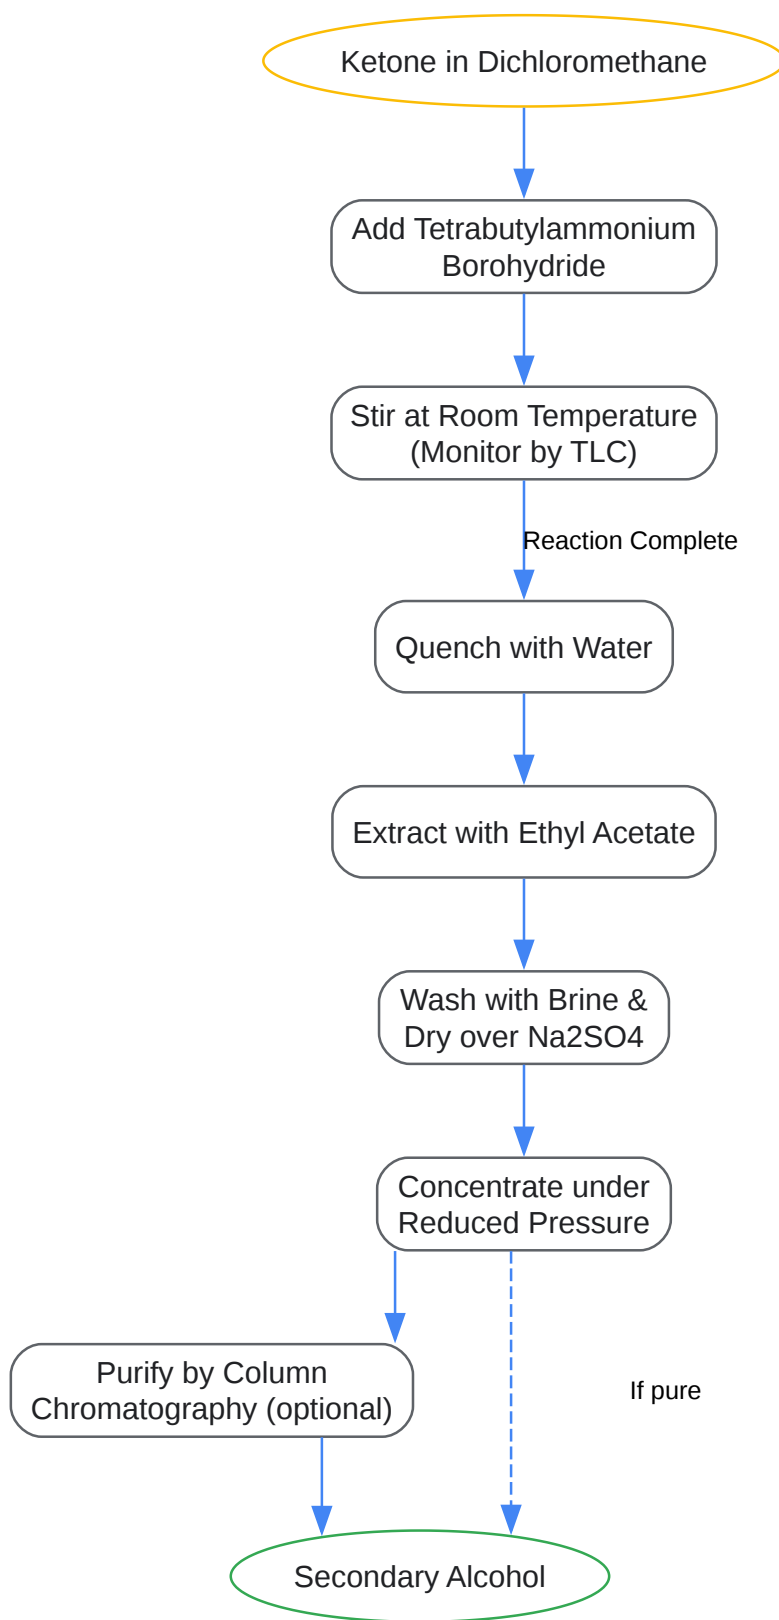 Ketone in Dichloromethane
Add Tetrabutylammonium
Borohydride
Stir at Room Temperature
(Monitor by TLC)
Reaction Complete
Quench with Water
Extract with Ethyl Acetate
Wash with Brine &
Dry over Na2SO4
Concentrate under
Reduced Pressure
Purify by Column
Chromatography (optional)
If pure
Secondary Alcohol